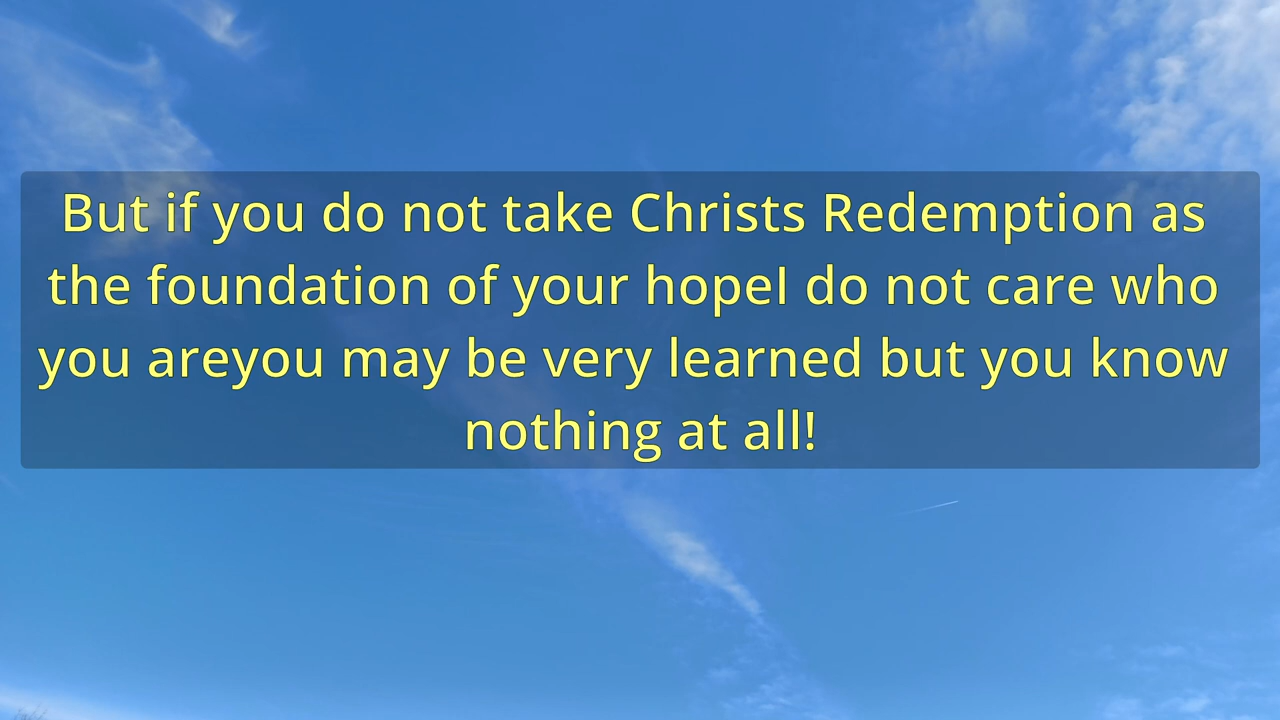 But if you do not take Christs Redemption as
the foundation of your hopeI do not care who
you areyou may be very learned but you know
nothing at all!